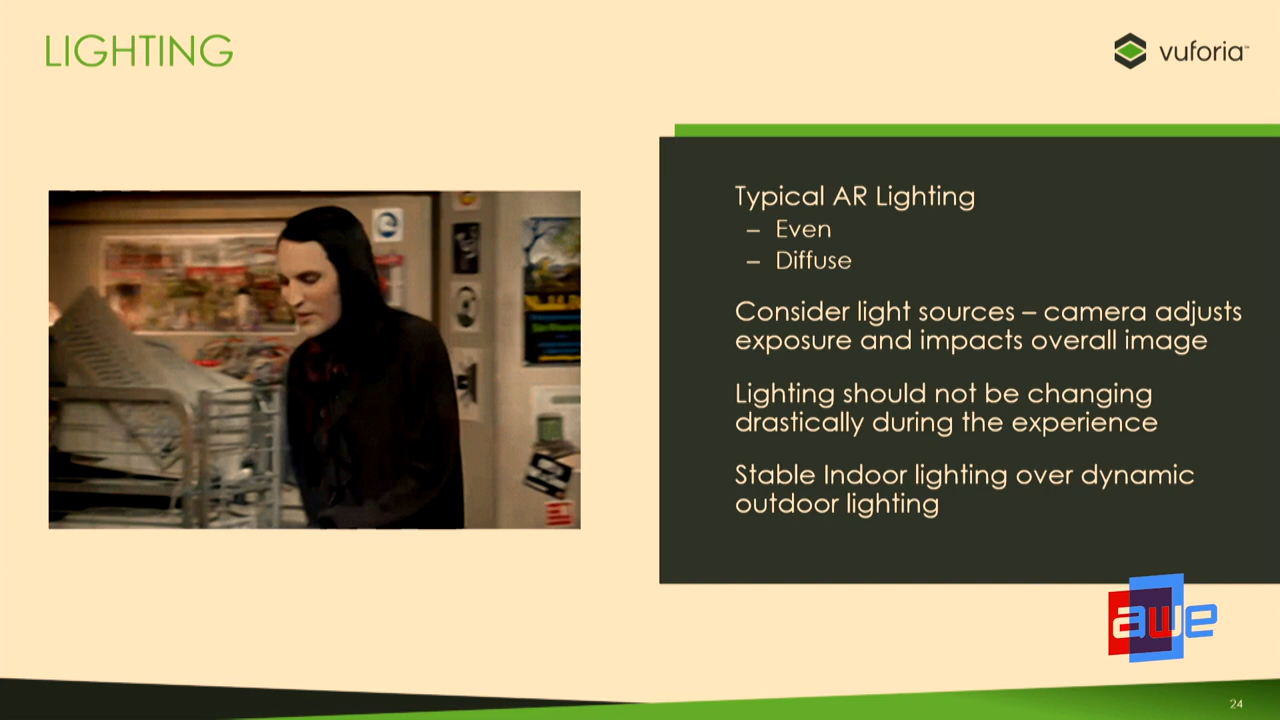 LIGHTING
vuforia™
Typical AR Lighting
– Even
– Diffuse
Consider light sources – camera adjusts
exposure and impacts overall image
Lighting should not be changing
drastically during the experience
Stable Indoor lighting over dynamic
outdoor lighting
awe
24